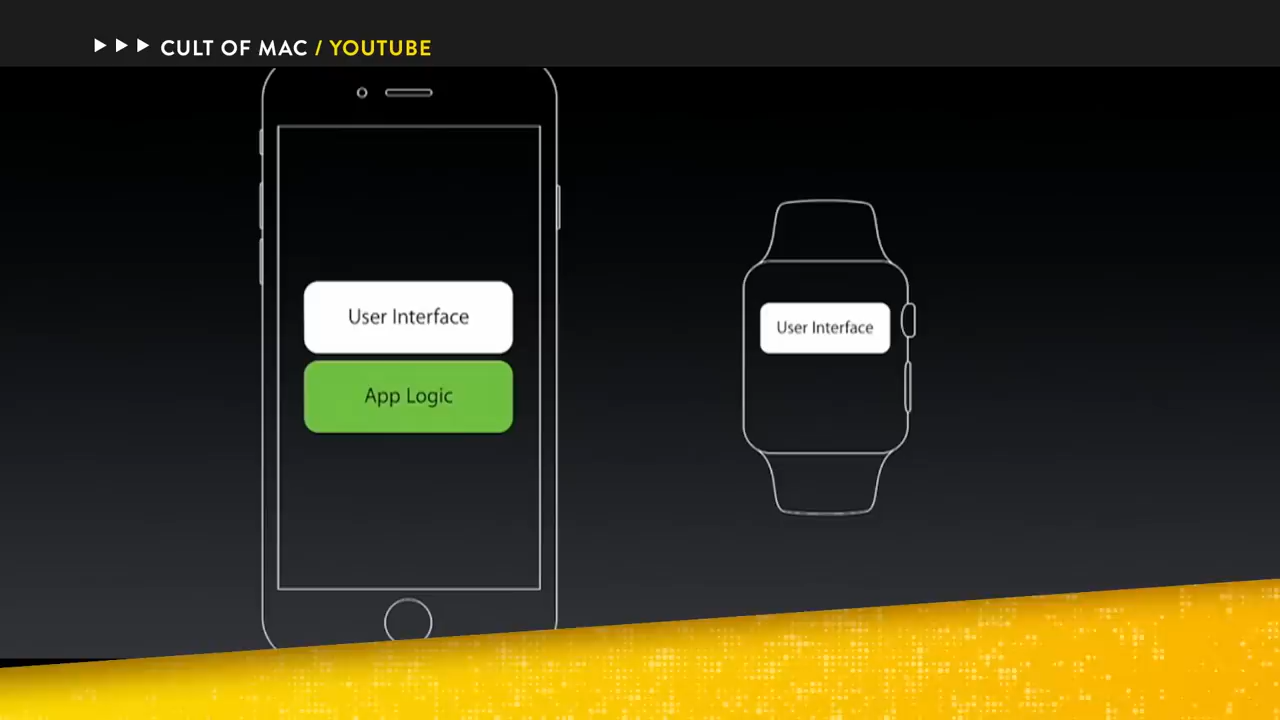 CULT OF MAC / YOUTUBE
User Interface
App Logic
User Interface